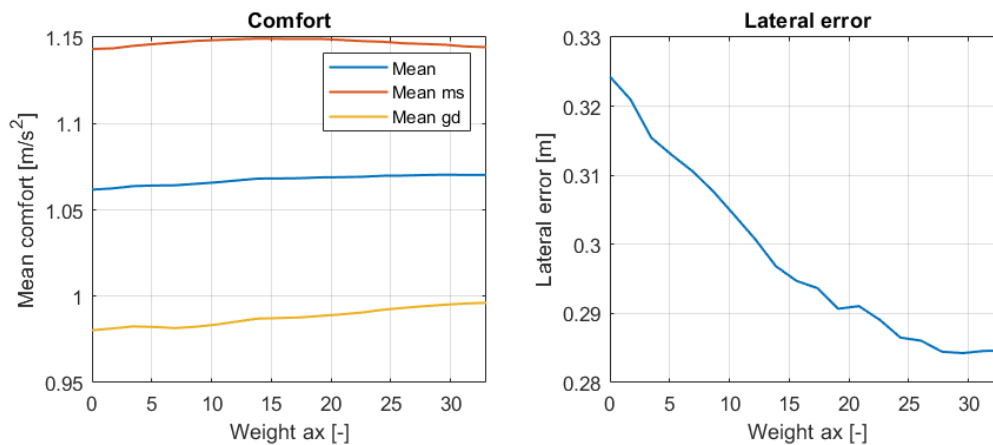 Comfort
1.15
1.1
1.05
1
0.95
Mean comfort [m/s²]
Mean
Mean ms
Mean gd
0 5 10 15 20 25 30
Weight ax [-]
Lateral error
0.33
0.32
0.31
0.3
0.29
0.28
Lateral error [m]
0 5 10 15 20 25 30
Weight ax [-]